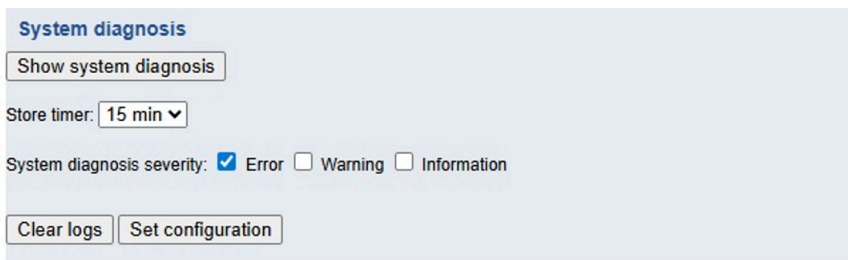 System diagnosis
Show system diagnosis
Store timer: 15 min
System diagnosis severity: Error Warning Information
Clear logs Set configuration